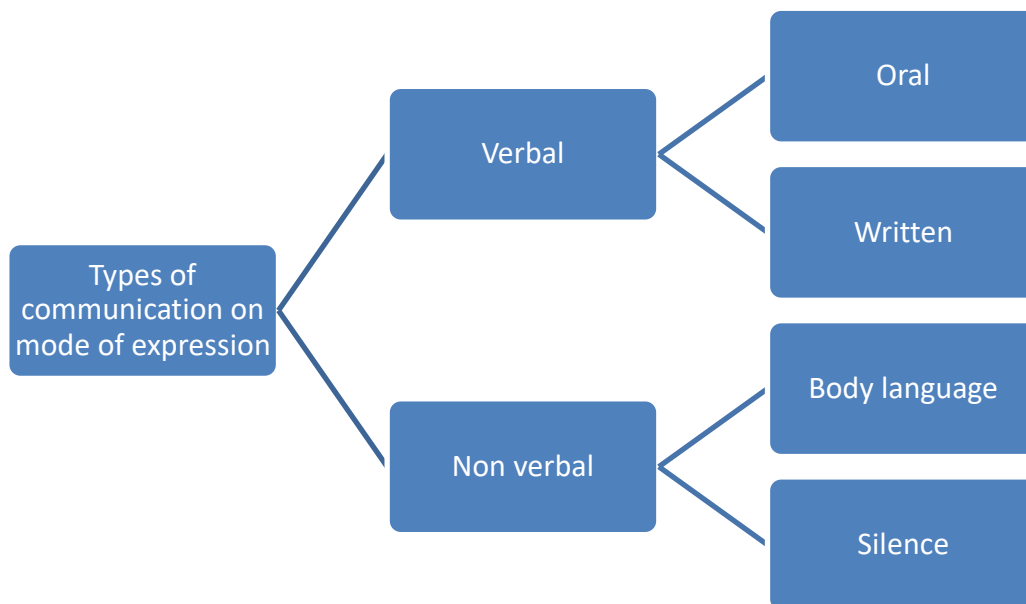 Types of
communication on
mode of expression
Verbal
Oral
Written
Non verbal
Body language
Silence